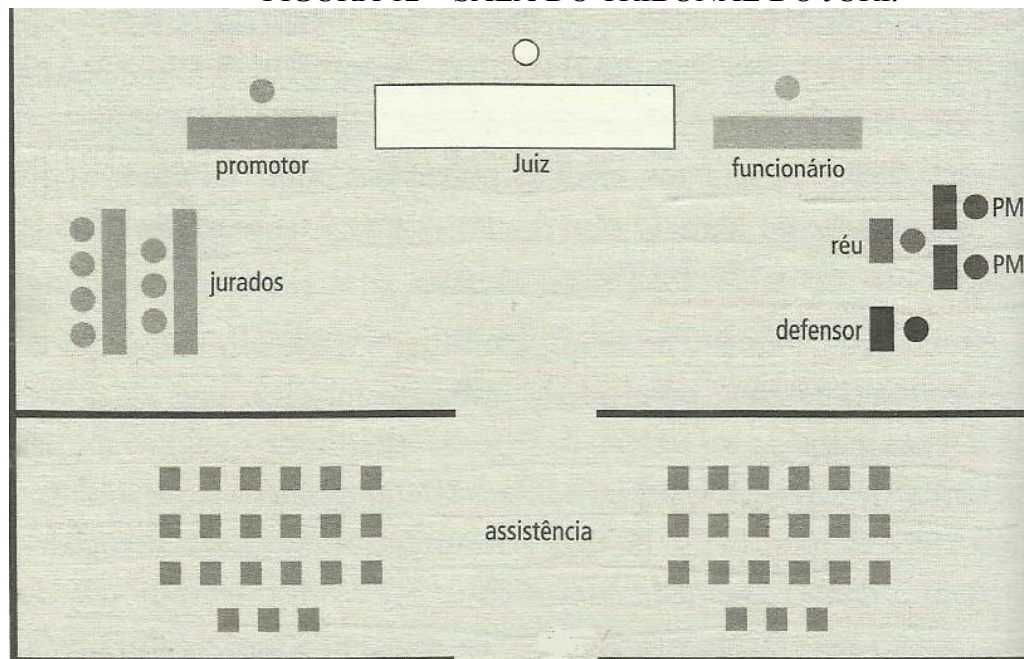 promotor
Juiz
funcionário
PM
réu
PM
jurados
defensor
assistência